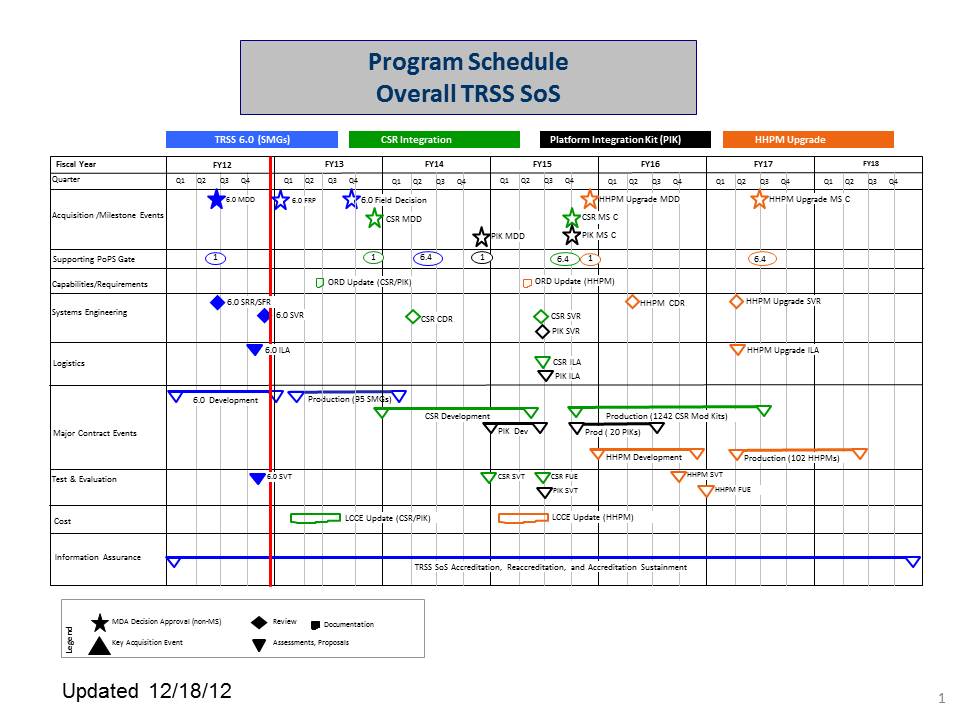 Program Schedule
Overall TRSS SoS
TRSS 6.0 (SMGs)
CSR Integration
Platform Integration Kit (PIK)
HHPM Upgrade
Fiscal Year FY12 FY13 FY14 FY15 FY16 FY17 FY18
Quarter Q1 Q2 Q3 Q4 Q1 Q2 Q3 Q4 Q1 Q2 Q3 Q4 Q1 Q2 Q3 Q4 Q1 Q2 Q3 Q4 Q1 Q2 Q3 Q4 Q1 Q2 Q3 Q4
Acquisition /Milestone Events
6.0 MDD
6.0 FRP
6.0 Field Decision
HHPM Upgrade MDD
HHPM Upgrade MS C
CSR MDD
CSR MS C
PIK MDD
PIK MS C
Supporting PoPS Gate
1 1 6.4 1 6.4 1 6.4
Capabilities/Requirements
ORD Update (CSR/PIK)
ORD Update (HHPM)
Systems Engineering
6.0 SRR/SFR
HHPM CDR
HHPM Upgrade SVR
6.0 SVR
CSR CDR
CSR SVR
PIK SVR
Logistics
6.0 ILA
HHPM Upgrade ILA
CSR ILA
PIK ILA
Major Contract Events
6.0 Development
Production (95 SMGs)
CSR Development
Production (1242 CSR Mod Kits)
PIK Dev
Prod ( 20 PIKs)
HHPM Development
Production (102 HHPMs)
Test & Evaluation
6.0 SVT
CSR SVT
CSR FUE
HHPM SVT
PIK SVT
HHPM FUE
Cost
LCCE Update (CSR/PIK)
LCCE Update (HHPM)
Information Assurance
TRSS SoS Accreditation, Reaccreditation, and Accreditation Sustainment
Legend
MDA Decision Approval (non-MS)
Review
Documentation
Key Acquisition Event
Assessments, Proposals
Updated 12/18/12
1